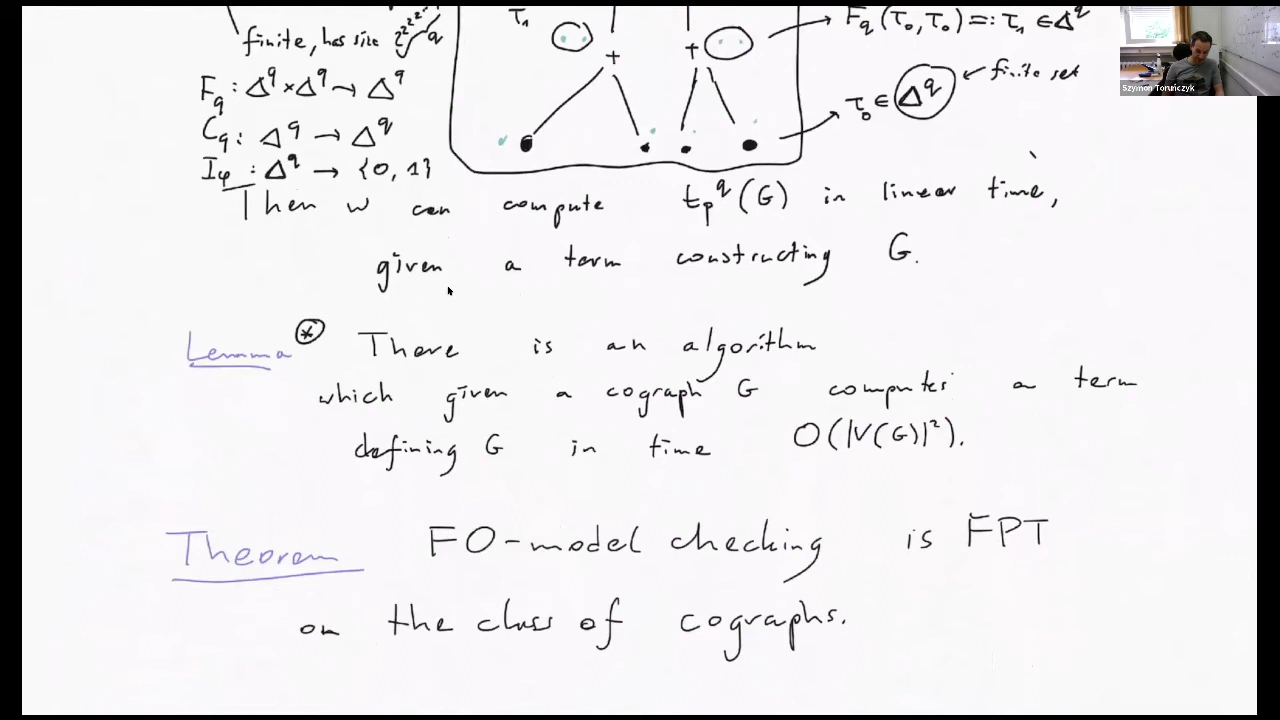 finite, has size 2^2^2^2^...^q
F_q : Δ^q × Δ^q → Δ^q
C_q : Δ^q → Δ^q
I_φ : Δ^q → {0, 1}
τ_1
F_q (τ_0, τ_0) =: τ_1 ∈ Δ^q
+ +
τ_0 ∈ Δ^q ← finite set
Then w can compute tp^q (G) in linear time,
given a term constructing G.
Lemma * There is an algorithm
which given a cograph G computes a term
defining G in time O(|V(G)|^2).
Theorem FO-model checking is FPT
on the class of cographs.
Szymon Toruńczyk